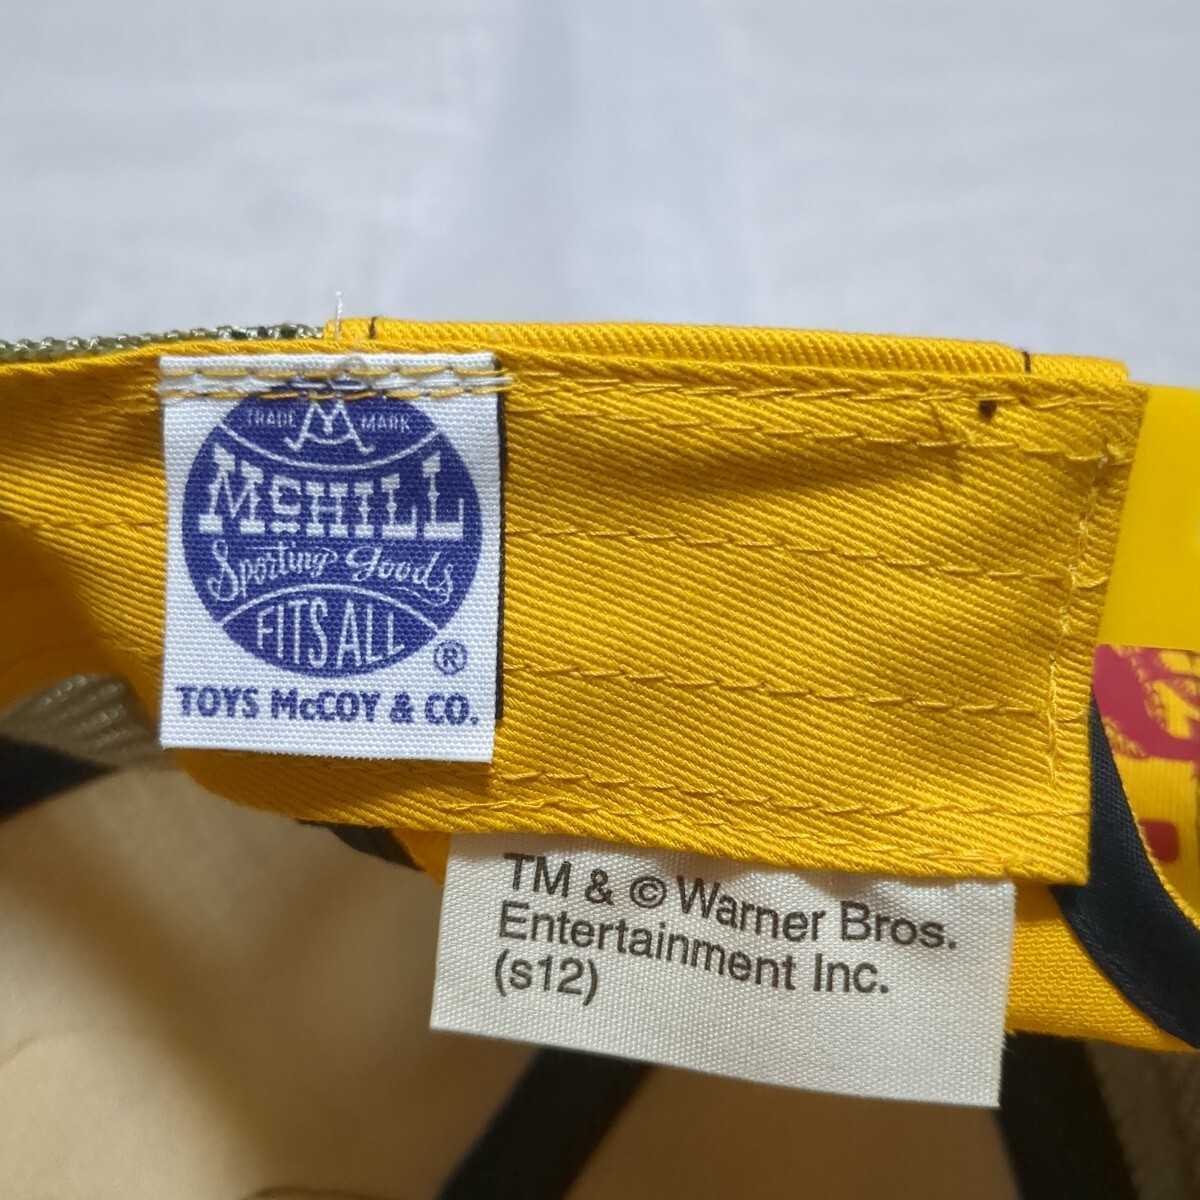 TRADE MARK
McHILL
Sporting Goods
FITS ALL
®
TOYS McCOY & CO.
TM & © Warner Bros.
Entertainment Inc.
(s12)